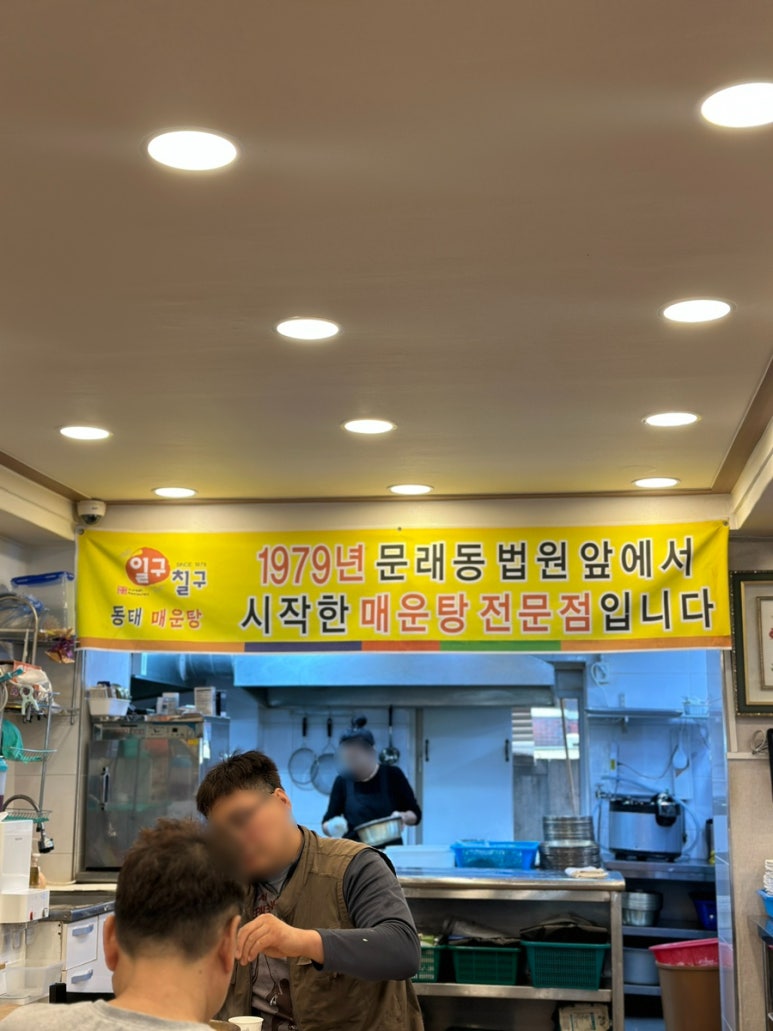 일구
SINCE 1979
칠구
동태 매운탕
1979년 문래동 법원 앞에서
시작한 매운탕 전문점입니다